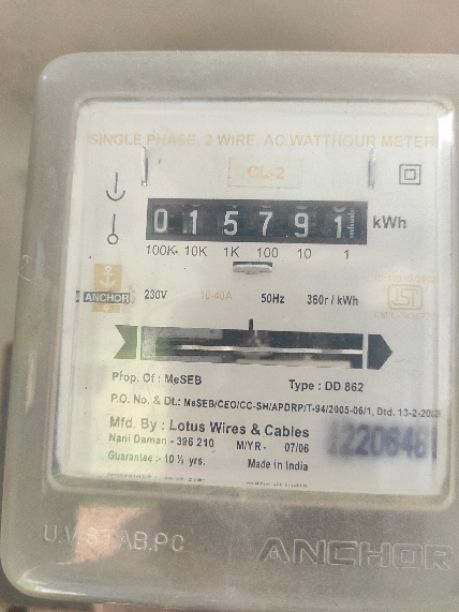 SINGLE PHASE, 2 WIRE, AC WATTHOUR METER
CL-2
015791 kWh
100K 10K 1K 100 10 1
ANCHOR 230V 10-40A 50Hz 360r / kWh
Prop. Of : MeSEB Type : DD 862
P.O. No. & Dt.: MeSEB/CEO/CC-SH/APDRP/T-94/2005-06/1, Dtd. 13-2-
Mfd. By : Lotus Wires & Cables
Nani Daman - 396 210 M/YR - 07/06
Guarantee :- 10 ½ yrs. Made in India
U.V.STAB.PC ANCHOR